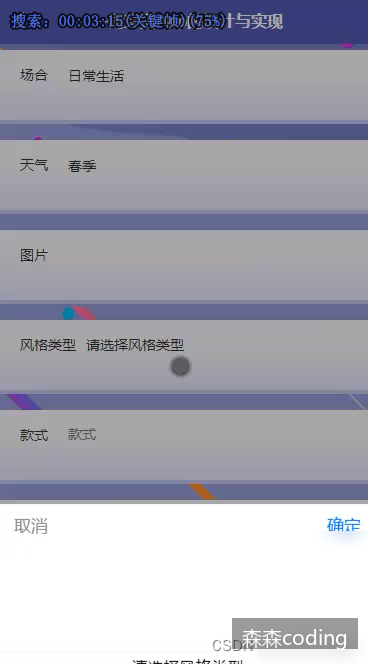 搜索: 00:03:15(关键帧)(75%)
计与实现
场合 日常生活
天气 春季
图片
风格类型 请选择风格类型
款式 款式
取消 确定
CSDN
森森coding
请选择风格类型